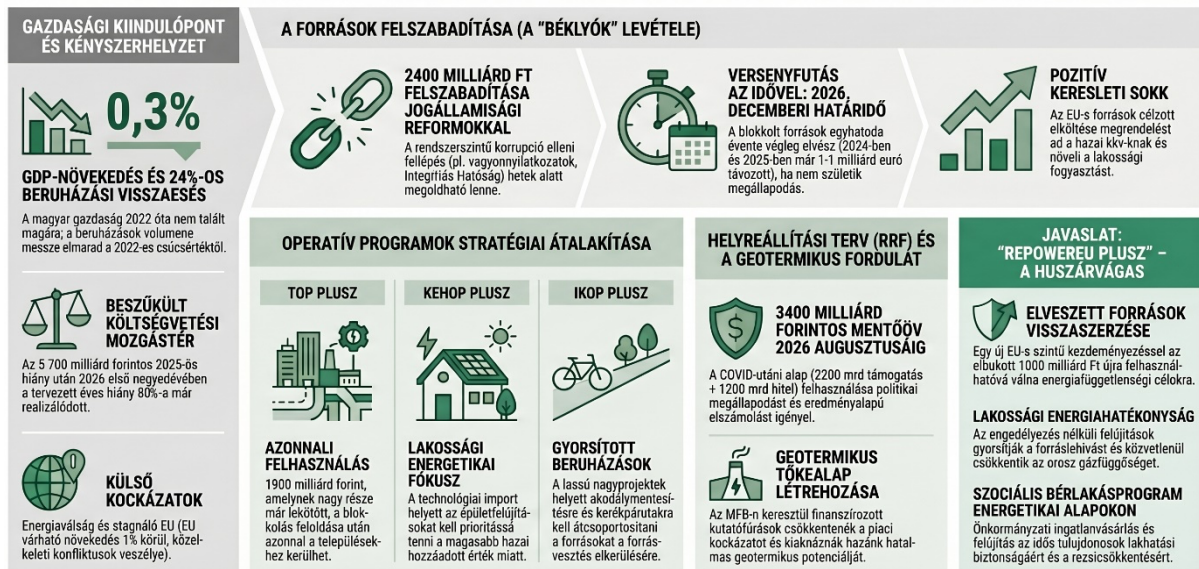 GAZDASÁGI KIINDULÓPONT
ÉS KÉNYSZERHELYZET
0,3%
GDP-NÖVEKEDÉS ÉS 24%-OS
BERUHÁZÁSI VISSZAESÉS
A magyar gazdaság 2022 óta nem talált
magára; a beruházások volumene
messze elmarad a 2022-es csúcsértéktől.
BESZŰKÜLT
KÖLTSÉGVETÉSI
MOZGÁSTÉR
Az 5 700 milliárd forintos 2025-ös
hiány után 2026 első negyedévében
a tervezett éves hiány 80%-a már
realizálódott.
KÜLSŐ
KOCKÁZATOK
Energiaválság és stagnáló EU (EU
várható növekedés 1% körül, közel-
keleti konfliktusok veszélye).
A FORRÁSOK FELSZABADÍTÁSA (A “BÉKLYÓK” LEVÉTELE)
2400 MILLIÁRD FT
FELSZABADÍTÁSA
JOGÁLLAMISÁGI
REFORMOKKAL
A rendszerszintű korrupció elleni
fellépés (pl. vagyonnyilatkozatok,
Integrfiás Hatóság) hetek alatt
megoldható lenne.
VERSENYFUTÁS
AZ IDŐVEL: 2026.
DECEMBERI HATÁRIDŐ
A blokkolt források egyhatoda
évente végleg elvész (2024-ben
és 2025-ben már 1-1 milliárd euró
távozott), ha nem születik
megállapodás.
POZITÍV
KERESLETI SOKK
Az EU-s források célzott
elköltése megrendelést
ad a hazai kkv-knak és
növeli a lakossági
fogyasztást.
OPERATÍV PROGRAMOK STRATÉGIAI ÁTALAKÍTÁSA
TOP PLUSZ
AZONNALI
FELHASZNÁLÁS
1900 milliárd forint,
amelynek nagy része
már lekötött, a blok-
kolás feloldása után
azonnal a települések-
hez kerülhet.
KEHOP PLUSZ
LAKOSSÁGI
ENERGETIKAI
FÓKUSZ
A technológiai import
helyett az épületfelújítá-
sokat kell prioritássá
tenni a magasabb hazai
hozzáadott érték miatt.
IKOP PLUSZ
GYORSÍTOTT
BERUHÁZÁSOK
A lassú nagyprojektek
helyett akodálymentesí-
tésre és kerékpárutakra
kell átcsoportositani
a forrásokat a forrás-
vesztés elkerülésére.
HELYREÁLLÍTÁSI TERV (RRF) ÉS
A GEOTERMIKUS FORDULÁT
$
3400 MILLIÁRD
FORINTOS MENTŐÖV
2026 AUGUSZTUSÁIG
A COVID-utáni alap (2200 mrd támogatás
+ 1200 mrd hitel) felhasználása politikai
megállapodást és eredményalapú
elszámolást igényel.
GEOTERMIKUS
TŐKEALAP
LÉTREHOZÁSA
Az MFB-n keresztül finanszírozott
kutatófúrások csökkentenék a piaci
kockázatot és kiaknáznák hazánk hatal-
mas geotermikus potenciálját.
JAVASLAT:
“REPOWEREU PLUSZ” –
A HUSZÁRVÁGAS
ELVESZETT FORRÁSOK
VISSZASZERZÉSE
Egy új EU-s szintű kezdeményezéssel az
elbukott 1000 milliárd Ft újra felhasznál-
hatóvá válna energiafüggetlenségi célokra.
LAKOSSÁGI ENERGIAHATÉKONYSÁG
Az engedélyezés nélküli felújítások
gyorsítják a forráslehivást és közvetlenül
csökkentik az orosz gázfüggőséget.
SZOCIÁLIS BÉRLAKÁSPROGRAM
ENERGETIKAI ALAPOKON
Önkormányzati ingatlanvásárlás és
felújítás az idős tulujdonosok lakhatási
biztonságáért és a rezsicsökkentésért.